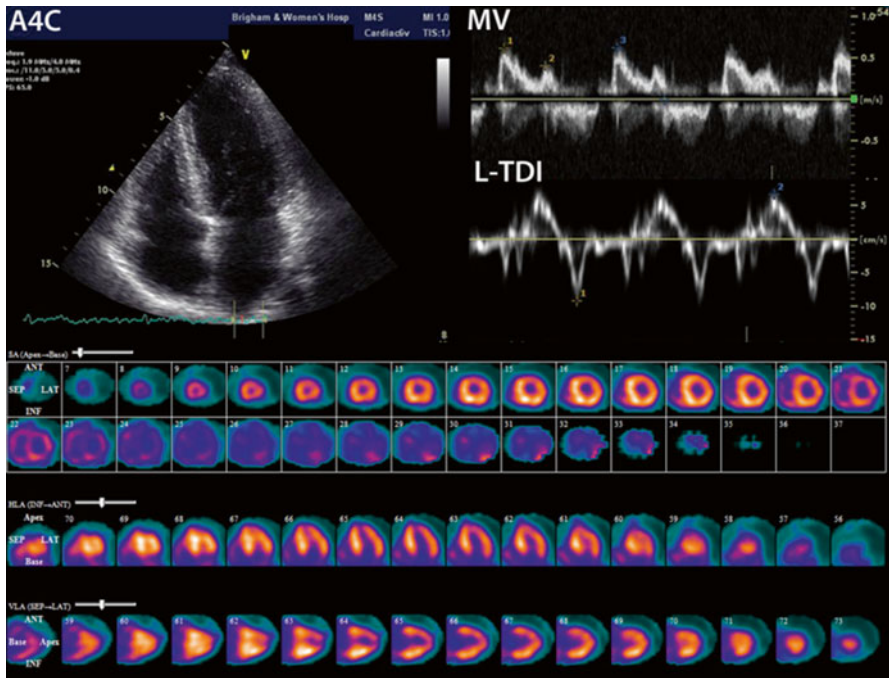 A4C
Brigham & Women's Hosp
M4S
MI 1.0
Cardiactiv
V
5
10
15
MV
1.0
0.5
[m/s]
-0.5
1
2
3
L-TDI
5
[cm/s]
-5
-10
-15
1
2
B
SA (Apex→Base)
ANT
SEP LAT
INF
7 8 9 10 11 12 13 14 15 16 17 18 19 20 21
22 23 24 25 26 27 28 29 30 31 32 33 34 35 36 37
HLA (INF→ANT)
Apex
SEP LAT
Base
70 69 68 67 66 65 64 63 62 61 60 59 58 57 56
VLA (SEP→LAT)
ANT
Base Apex
INF
59 60 61 62 63 64 65 66 67 68 69 70 71 72 73